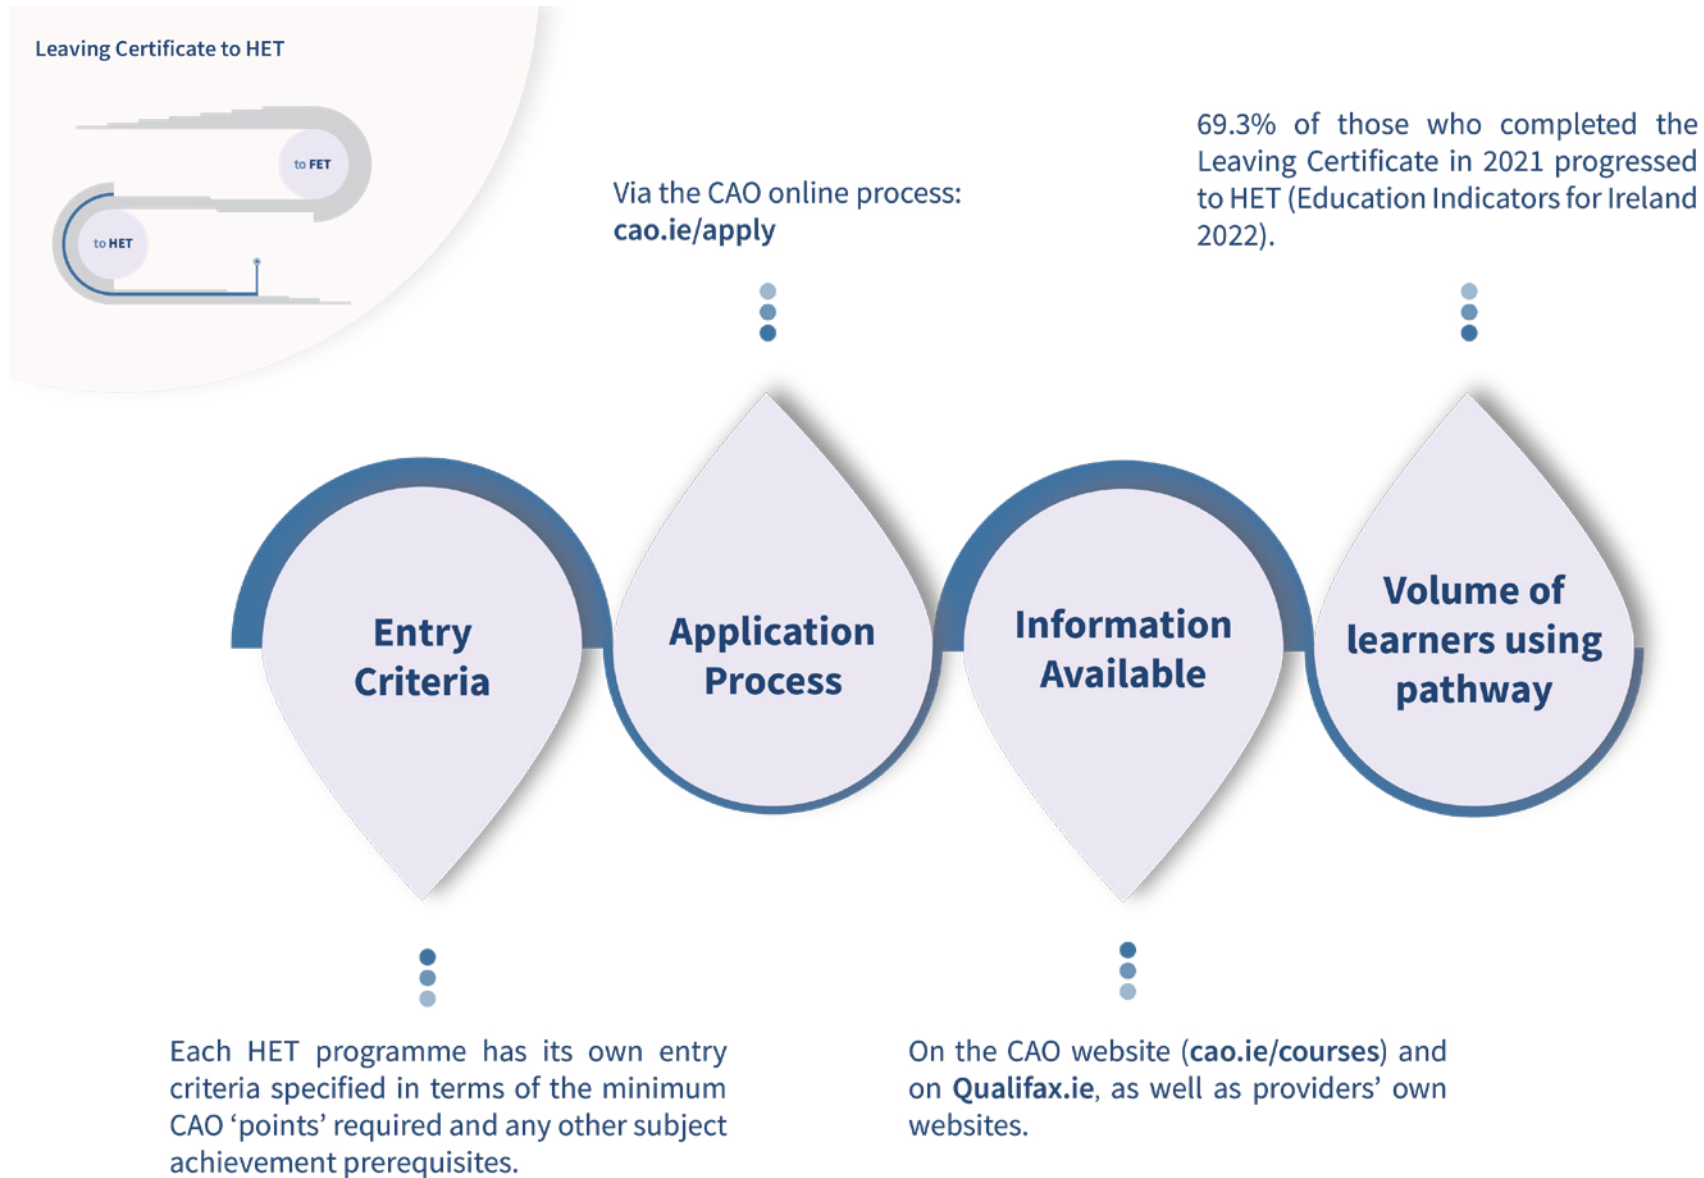 Leaving Certificate to HET
to FET
to HET
Via the CAO online process:
cao.ie/apply
69.3% of those who completed the
Leaving Certificate in 2021 progressed
to HET (Education Indicators for Ireland
2022).
Entry
Criteria
Application
Process
Information
Available
Volume of
learners using
pathway
Each HET programme has its own entry
criteria specified in terms of the minimum
CAO ‘points’ required and any other subject
achievement prerequisites.
On the CAO website (cao.ie/courses) and
on Qualifax.ie, as well as providers’ own
websites.